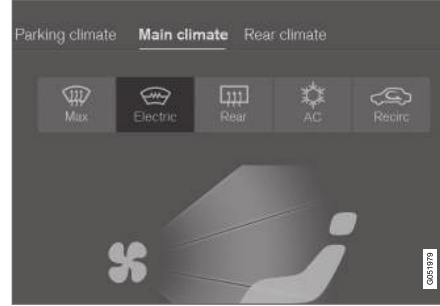 Parking climate Main climate Rear climate
Max Electric Rear AC Recirc
G051979